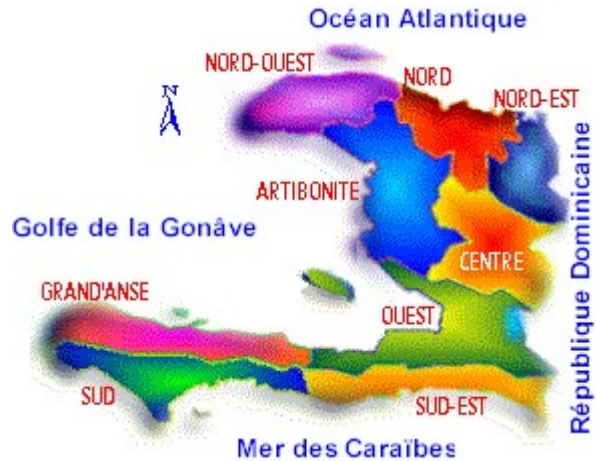 Océan Atlantique
NORD-OUEST
NORD
NORD-EST
N
ARTIBONITE
Golfe de la Gonâve
CENTRE
République Dominicaine
GRAND'ANSE
OUEST
SUD
SUD-EST
Mer des Caraïbes